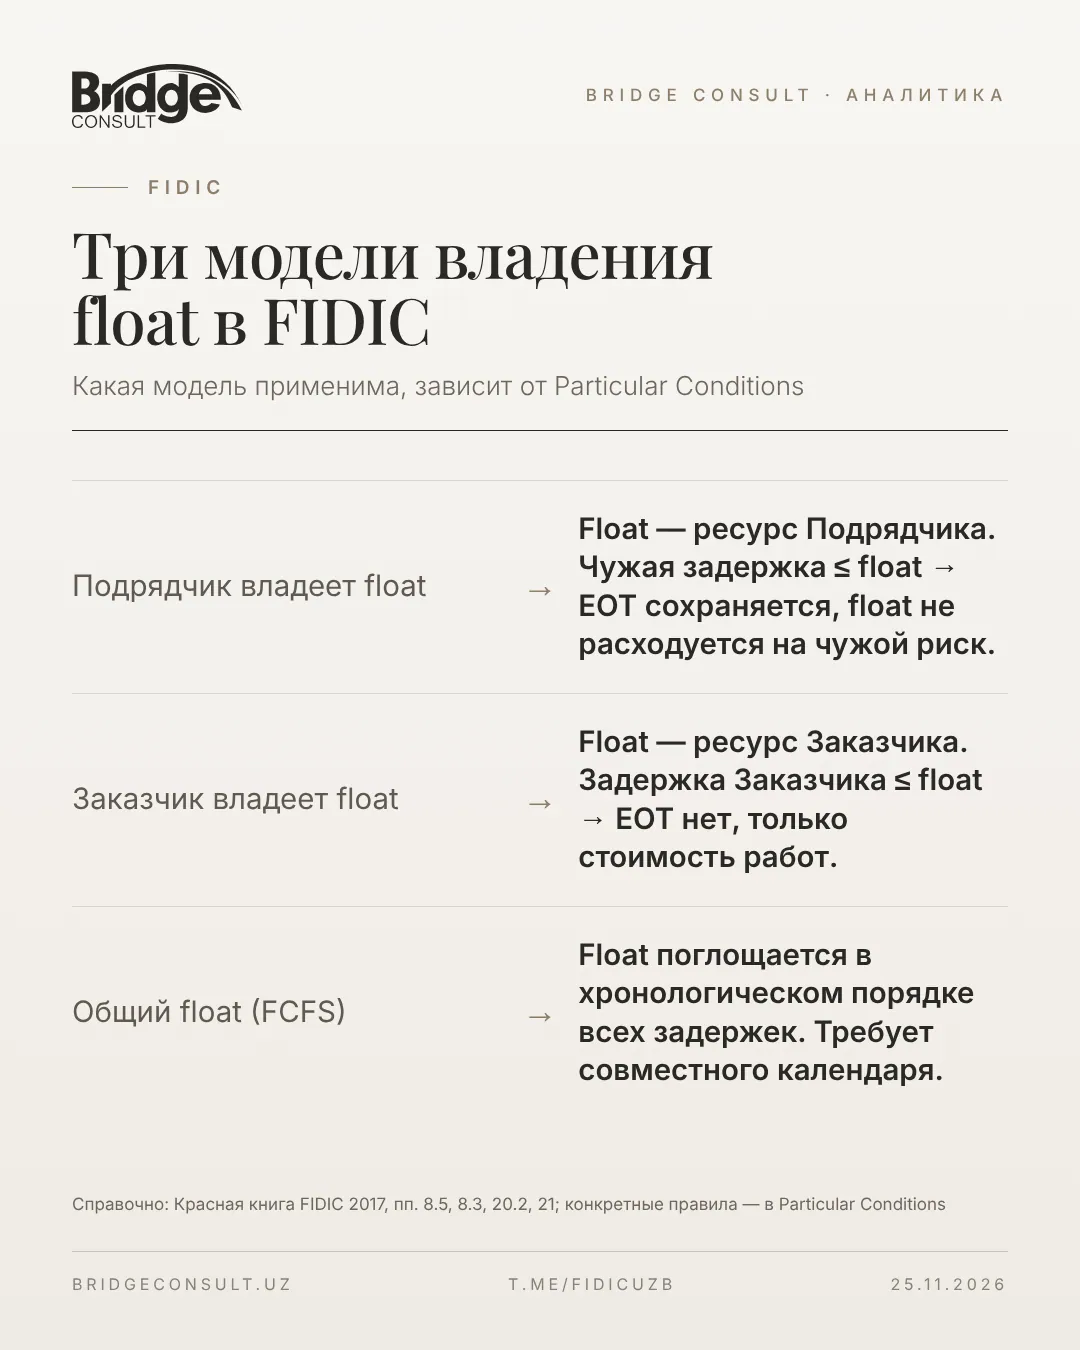 Bridge
CONSULT
BRIDGE CONSULT · АНАЛИТИКА
FIDIC
Три модели владения
float в FIDIC
Какая модель применима, зависит от Particular Conditions
Подрядчик владеет float
→
Float — ресурс Подрядчика.
Чужая задержка ≤ float →
EOT сохраняется, float не
расходуется на чужой риск.
Заказчик владеет float
→
Float — ресурс Заказчика.
Задержка Заказчика ≤ float
→ EOT нет, только
стоимость работ.
Общий float (FCFS)
→
Float поглощается в
хронологическом порядке
всех задержек. Требует
совместного календаря.
Справочно: Красная книга FIDIC 2017, пп. 8.5, 8.3, 20.2, 21; конкретные правила — в Particular Conditions
BRIDGECONSULT.UZ
T.ME/FIDICUZB
25.11.2026